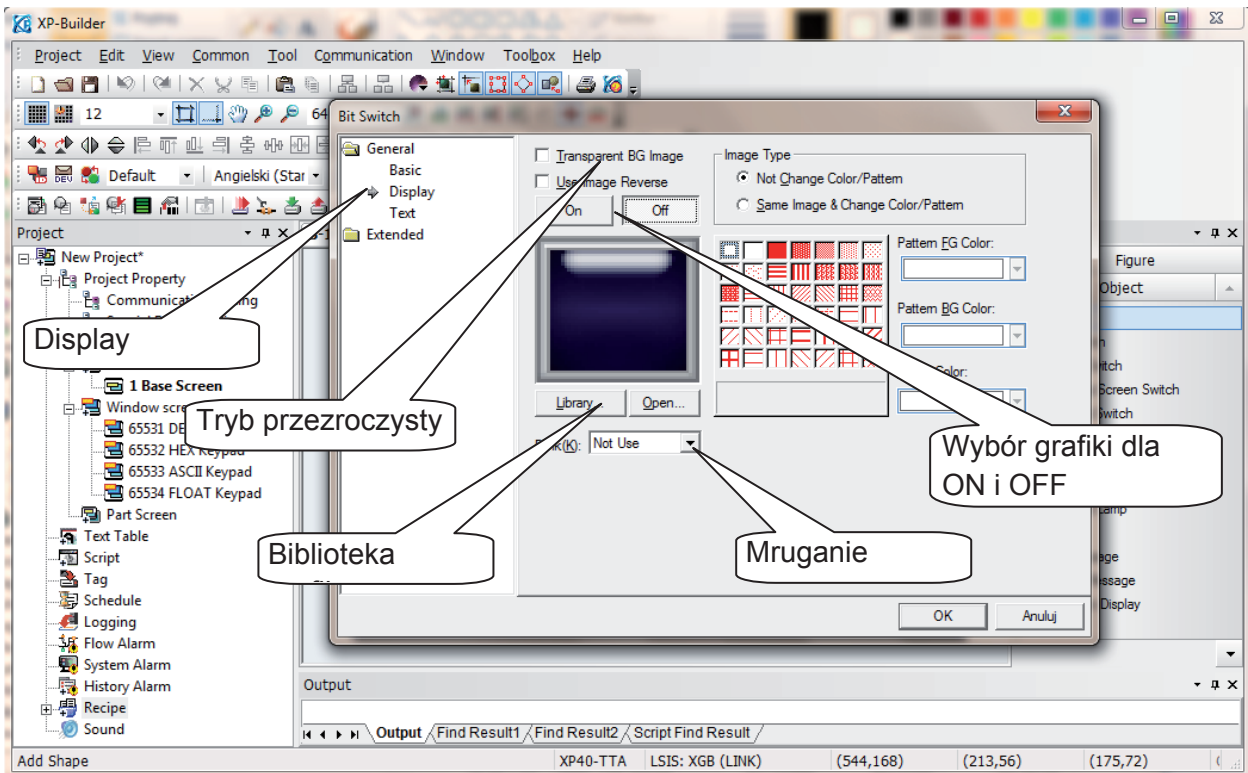 XP-Builder
Project Edit View Common Tool Communication Window Toolbox Help
12
64
Default
Angielski (Star
Project
New Project*
Project Property
Display
1 Base Screen
Window scre
65531 DE
65532 HEX Keypad
65533 ASCII Keypad
65534 FLOAT Keypad
Part Screen
Text Table
Script
Tag
Schedule
Logging
Flow Alarm
System Alarm
History Alarm
Recipe
Sound
Bit Switch
General
Basic
Display
Text
Extended
Transparent BG Image
Use Image Reverse
On Off
Image Type
Not Change Color/Pattern
Same Image & Change Color/Pattern
Pattern FG Color:
Pattern BG Color:
Color:
Library... Open...
Not Use
Tryb przezroczysty
Wybór grafiki dla
ON i OFF
Biblioteka
Mruganie
OK Anuluj
Figure
Object
Screen Switch
Display
Output
Output Find Result1 Find Result2 Script Find Result
Add Shape XP40-TTA LSIS: XGB (LINK) (544,168) (213,56) (175,72)